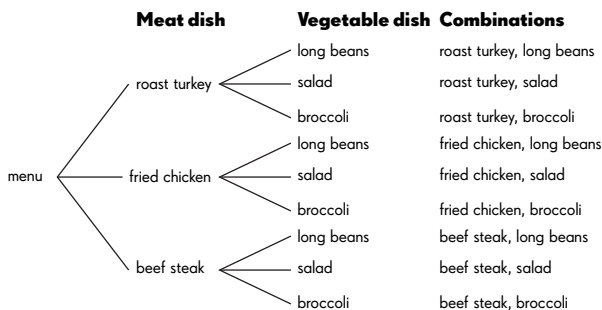 Meat dish Vegetable dish Combinations
long beans roast turkey, long beans
roast turkey salad roast turkey, salad
broccoli roast turkey, broccoli
long beans fried chicken, long beans
menu fried chicken salad fried chicken, salad
broccoli fried chicken, broccoli
long beans beef steak, long beans
beef steak salad beef steak, salad
broccoli beef steak, broccoli